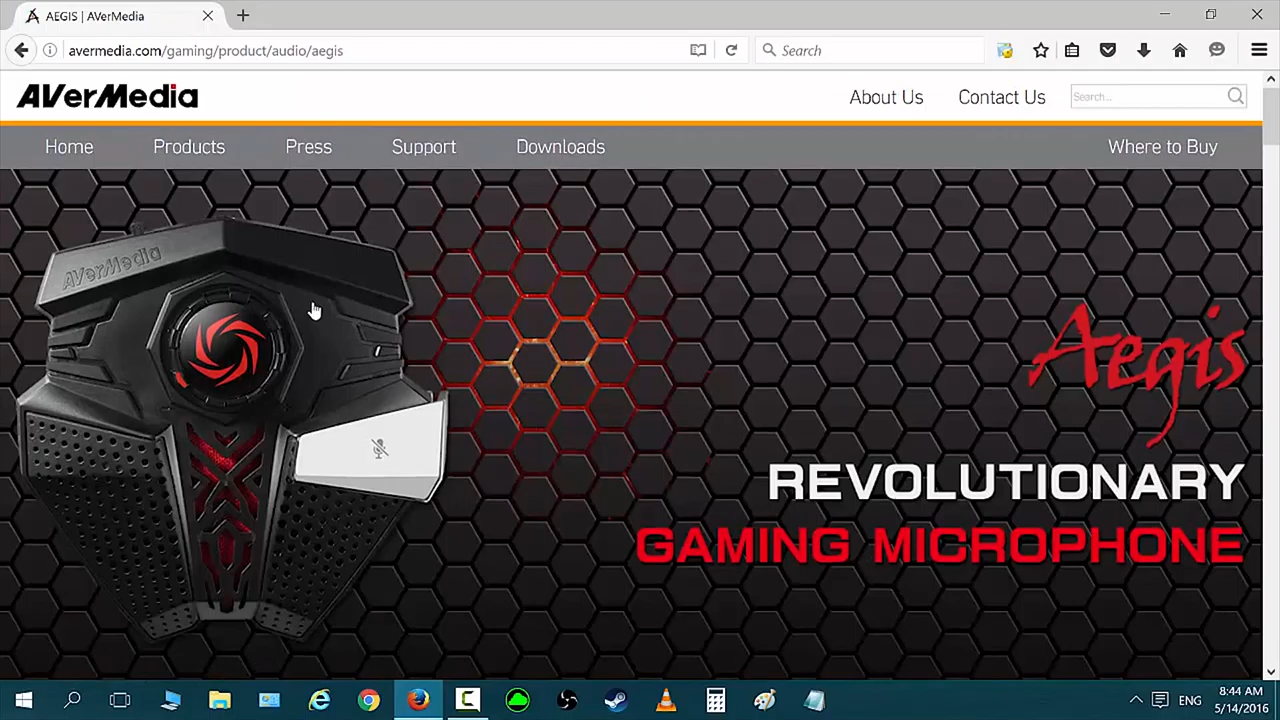 AEGIS | AVerMedia
avermedia.com/gaming/product/audio/aegis
Search
AVerMedia
About Us
Contact Us
Search...
Home
Products
Press
Support
Downloads
Where to Buy
AVerMedia
Aegis
REVOLUTIONARY
GAMING MICROPHONE
ENG
8:44 AM
5/14/2016